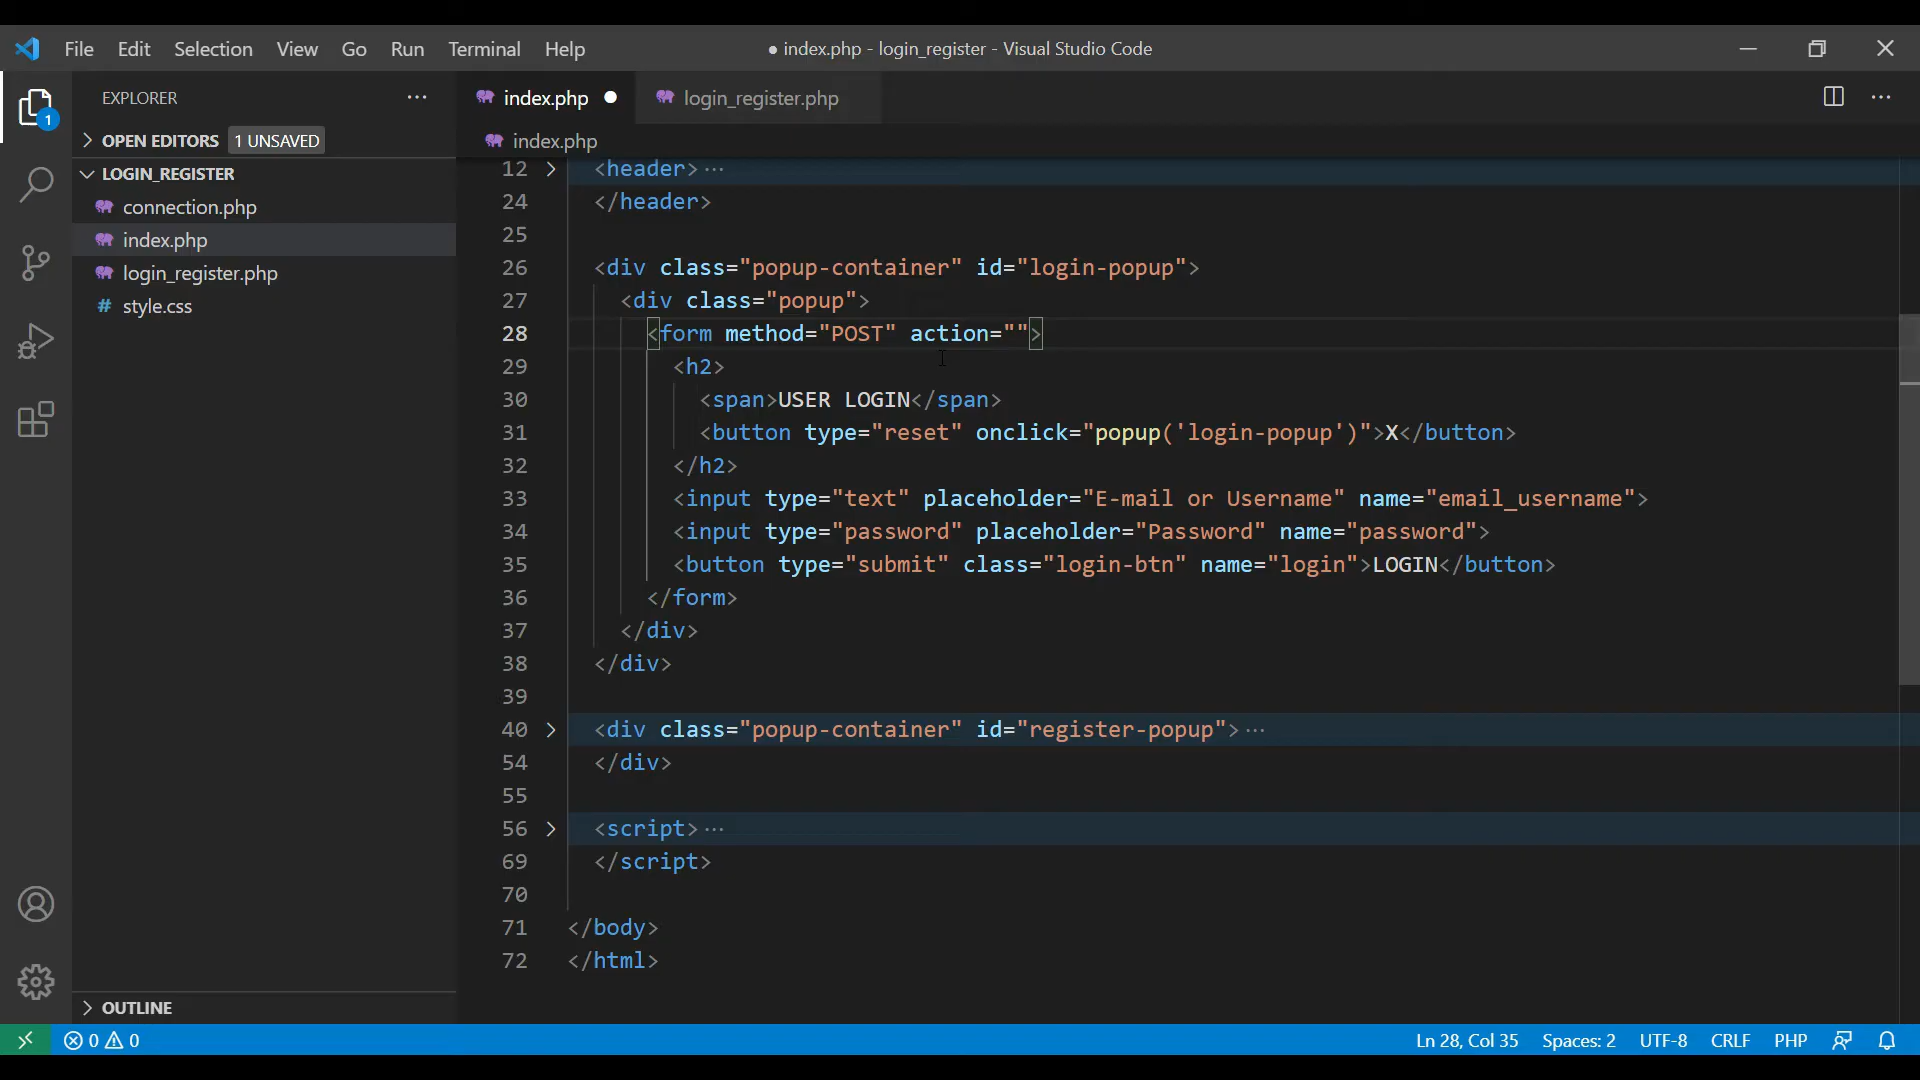 File Edit Selection View Go Run Terminal Help
● index.php - login_register - Visual Studio Code
EXPLORER ···
index.php ●
login_register.php
···
OPEN EDITORS 1 UNSAVED
1
index.php
LOGIN_REGISTER
connection.php
index.php
login_register.php
# style.css
12 > <header>···
24 </header>
25
26 <div class="popup-container" id="login-popup">
27 <div class="popup">
28 <form method="POST" action="">
29 <h2>
30 <span>USER LOGIN</span>
31 <button type="reset" onclick="popup('login-popup')">X</button>
32 </h2>
33 <input type="text" placeholder="E-mail or Username" name="email_username">
34 <input type="password" placeholder="Password" name="password">
35 <button type="submit" class="login-btn" name="login">LOGIN</button>
36 </form>
37 </div>
38 </div>
39
40 > <div class="popup-container" id="register-popup">···
54 </div>
55
56 > <script>···
69 </script>
70
71 </body>
72 </html>
OUTLINE
0 0
Ln 28, Col 35 Spaces: 2 UTF-8 CRLF PHP